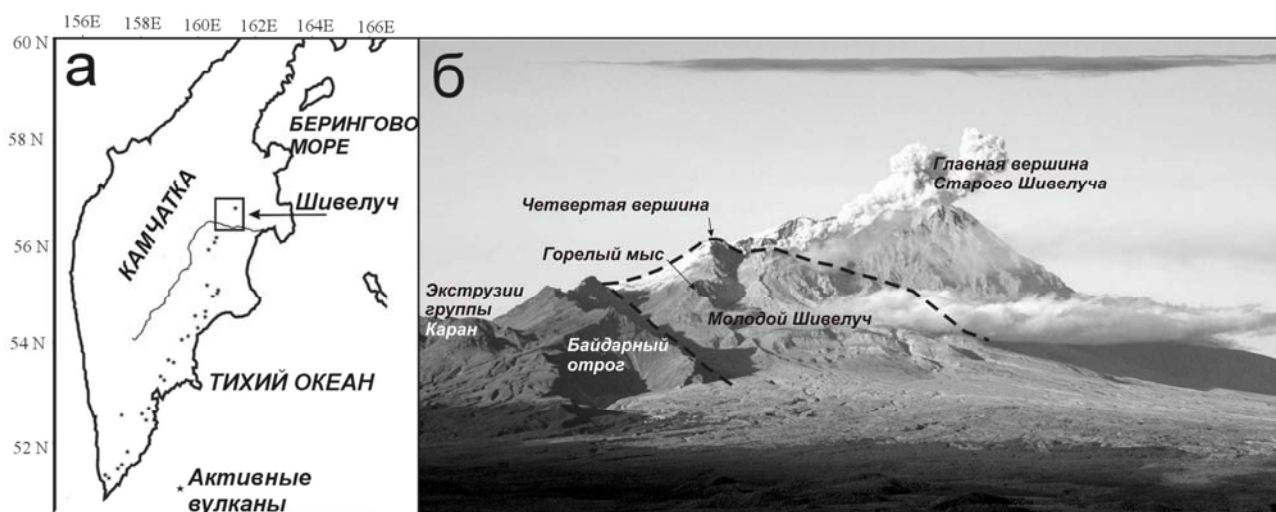 156E 158E 160E 162E 164E 166E
60 N
58 N
56 N
54 N
52 N
а
БЕРИНГОВО
МОРЕ
КАМЧАТКА
Шивелуч
ТИХИЙ ОКЕАН
Активные
вулканы
б
Главная вершина
Старого Шивелуча
Четвертая вершина
Горелый мыс
Экструзии
группы
Каран
Молодой Шивелуч
Байдарный
отрог